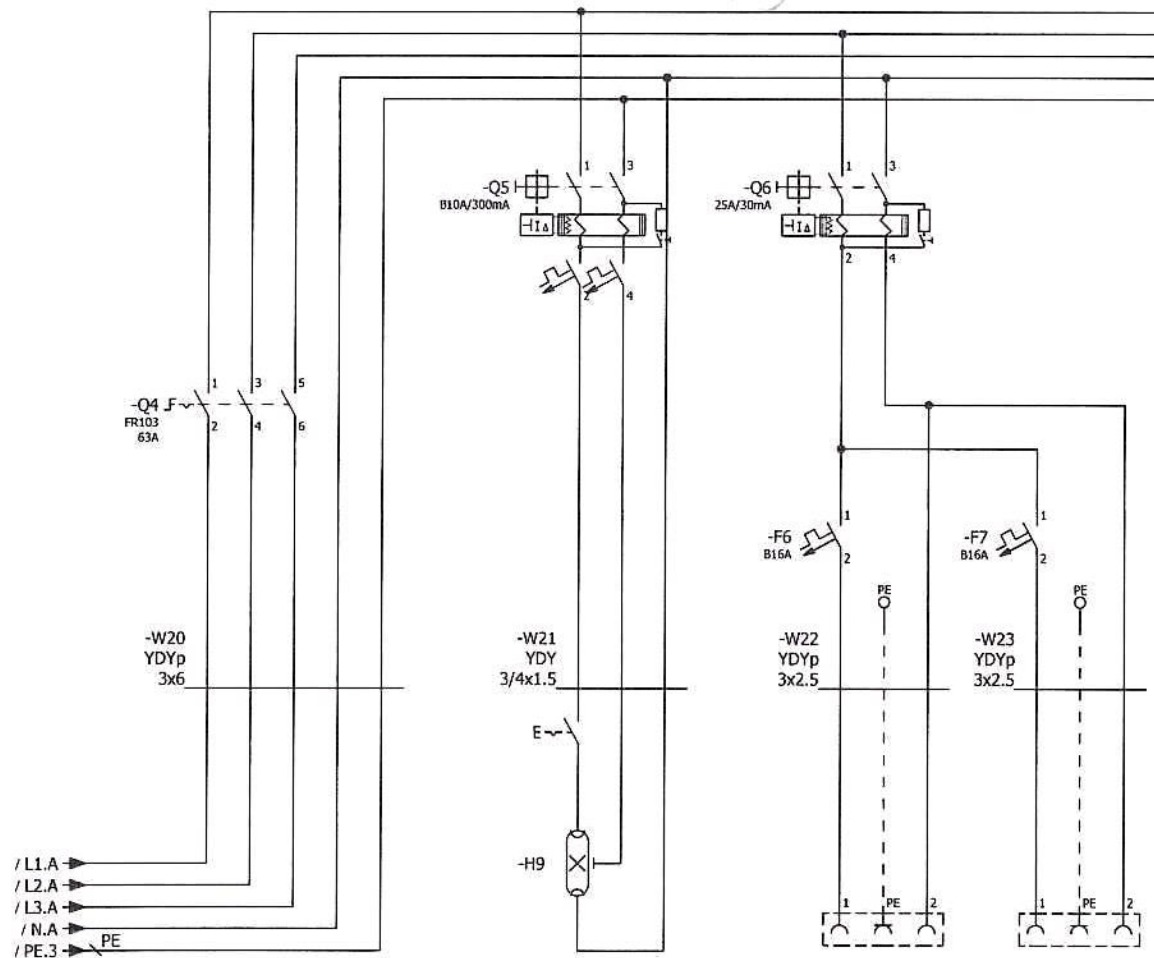 1 3
-Q5
B10A/300mA
I Δ
2 4
1 3
-Q6
25A/30mA
I Δ
2 4
1 3 5
-Q4 F
FR103
63A
2 4 6
1
-F6
B16A
2
1
-F7
B16A
2
PE
PE
-W20
YDYp
3x6
-W21
YDY
3/4x1.5
-W22
YDYp
3x2.5
-W23
YDYp
3x2.5
E
-H9
/ L1.A
/ L2.A
/ L3.A
/ N.A
/ PE.3 PE
1 PE 2
1 PE 2